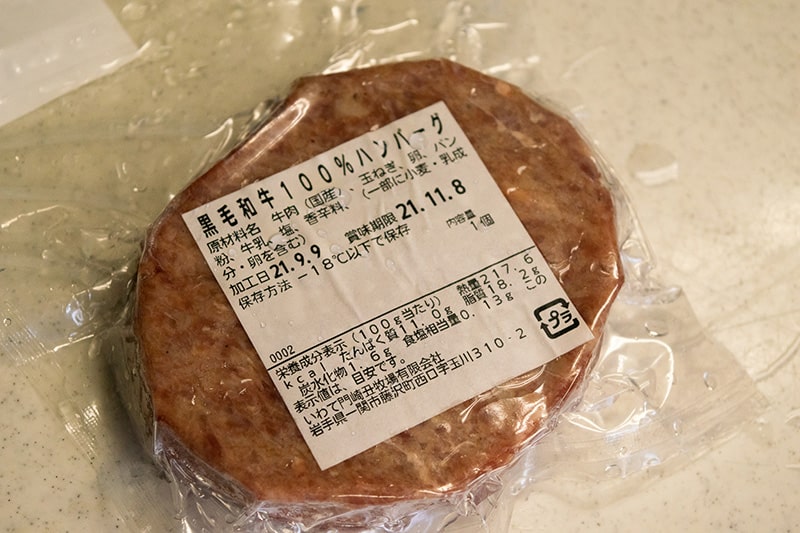 黒毛和牛100%ハンバーグ
原材料名 牛肉(国産)、玉ねぎ、卵、パン
粉、牛乳、塩、香辛料、(一部に小麦・乳成
分・卵を含む)
加工日 21.9.9 賞味期限 21.11.8
保存方法 -18℃以下で保存
内容量
1個
0002
栄養成分表示(100g当たり) 熱量217.6
kcal たんぱく質11.0g 脂質18.2g
炭水化物1.6g 食塩相当量0.13g この
表示値は、目安です。
プラ
いわて門崎丑牧場有限会社
岩手県一関市藤沢町西口字玉川310-2